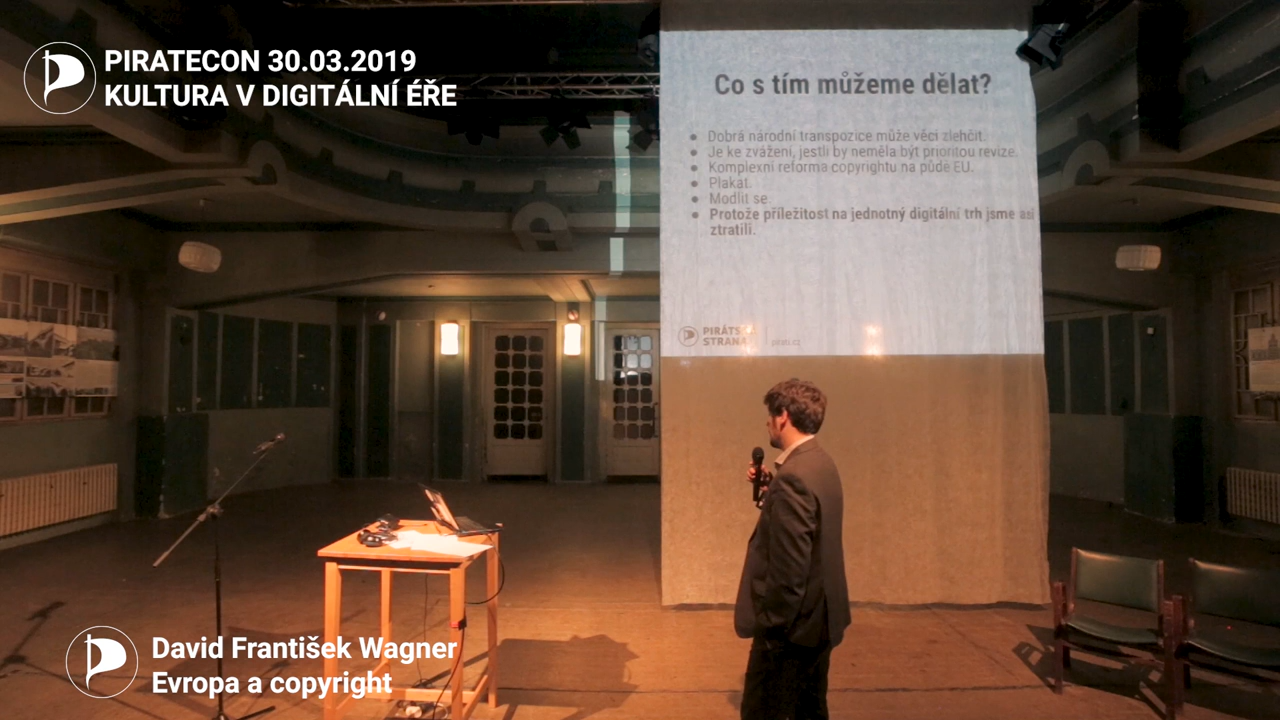 PIRATECON 30.03.2019
KULTURA V DIGITÁLNÍ ÉŘE
Co s tím můžeme dělat?
● Dobrá národní transpozice může věci zlehčit.
● Je ke zvážení, jestli by neměla být prioritou revize.
● Komplexní reforma copyrightu na půdě EU.
● Plakat.
● Modlit se.
● Protože příležitost na jednotný digitální trh jsme asi
ztratili.
PIRÁTSKÁ
STRANA
pirati.cz
David František Wagner
Evropa a copyright